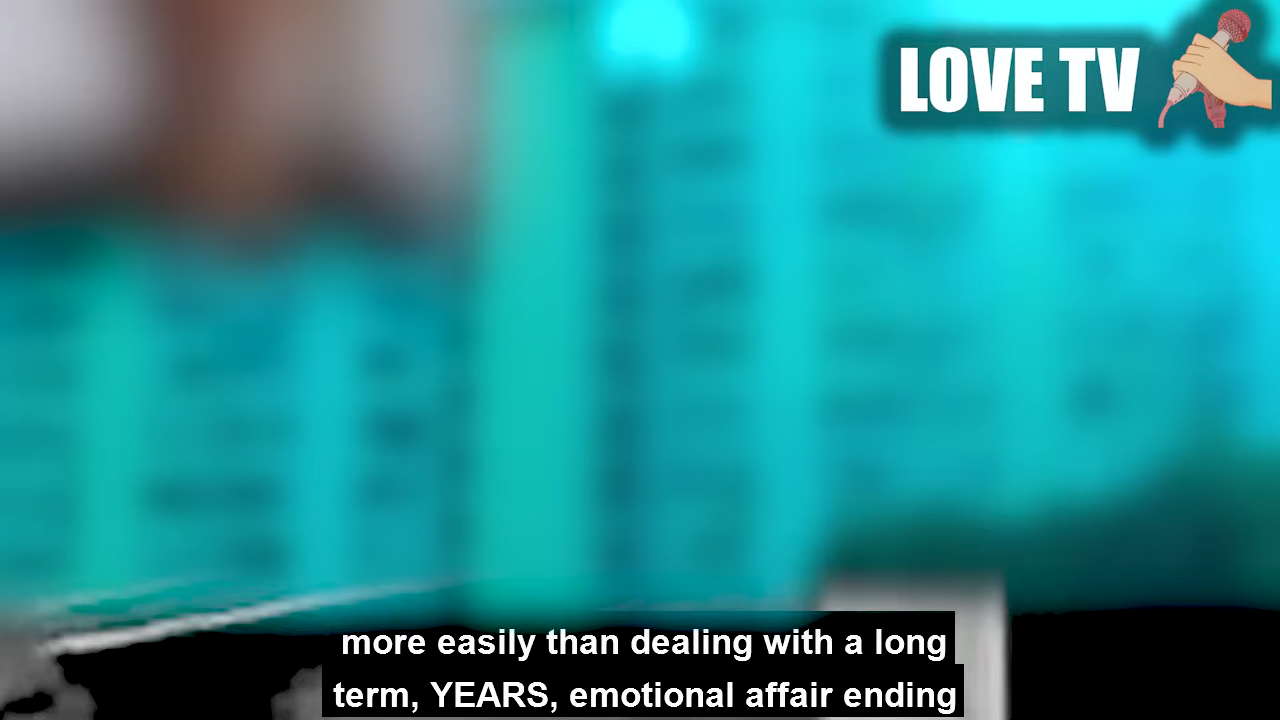 LOVE TV
more easily than dealing with a long
term, YEARS, emotional affair ending